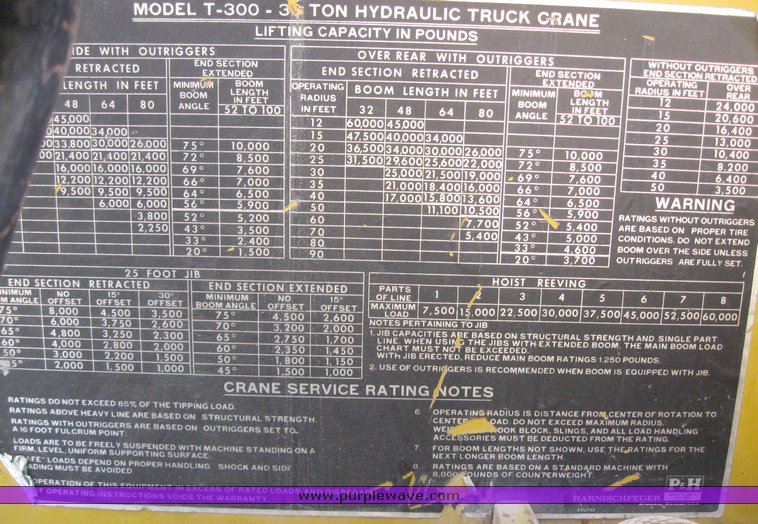 MODEL T-300 - 3 TON HYDRAULIC TRUCK CRANE
LIFTING CAPACITY IN POUNDS
IDE WITH OUTRIGGERS
RETRACTED
END SECTION EXTENDED
LENGTH IN FEET
MINIMUM BOOM ANGLE
BOOM LENGTH IN FEET
48 64 80
52 TO 100
45,000
40,000 34,000
33,800 30,000 26,000 75° 10,000
21,400 21,400 21,400 72° 8,500
16,000 16,000 16,000 69° 7,600
12,200 12,200 12,200 66° 7,000
9,500 9,500 9,500 64° 6,500
6,000 6,000 56° 5,900
3,800 52° 5,200
2,250 43° 3,500
33° 2,400
20° 1,500
OVER REAR WITH OUTRIGGERS
END SECTION RETRACTED
END SECTION EXTENDED
OPERATING RADIUS IN FEET
BOOM LENGTH IN FEET
MINIMUM BOOM ANGLE
BOOM LENGTH IN FEET
32 48 64 80
52 TO 100
12 60,000 45,000
15 47,500 40,000 34,000
20 36,500 34,000 30,000 26,000 75° 10,000
25 31,500 29,600 25,600 22,000 72° 8,500
30 25,000 21,500 19,000 69° 7,600
35 21,000 18,400 16,000 66° 7,000
40 17,000 15,800 13,600 64° 6,500
50 11,100 10,500 56° 5,900
60 7,700 52° 5,400
70 5,400 43° 5,000
80 33° 4,600
90 20° 3,700
WITHOUT OUTRIGGERS
END SECTION RETRACTED
OPERATING RADIUS IN FEET
OVER REAR
12 24,000
15 20,600
20 16,400
25 13,000
30 10,400
35 8,200
40 6,400
50 3,500
WARNING
RATINGS WITHOUT OUTRIGGERS
ARE BASED ON PROPER TIRE
CONDITIONS. DO NOT EXTEND
BOOM OVER THE SIDE UNLESS
OUTRIGGERS ARE FULLY SET.
25 FOOT JIB
END SECTION RETRACTED
END SECTION EXTENDED
NIMUM M ANGLE
NO OFFSET
15° OFFSET
30° OFFSET
MINIMUM BOOM ANGLE
NO OFFSET
15° OFFSET
75° 8,000 4,500 3,500 75° 4,500 2,600
70° 6,000 3,750 2,600 70° 3,200 2,000
65° 4,800 3,250 2,300 65° 2,750 1,700
60° 4,000 2,800 2,000 60° 2,350 1,450
50° 3,000 2,200 1,500 50° 1,800 1,150
5° 2,000 1,500 1,000 45° 1,500 1,000
HOIST REEVING
PARTS OF LINE 1 2 3 4 5 6 7 8
MAXIMUM LOAD 7,500 15,000 22,500 30,000 37,500 45,000 52,500 60,000
NOTES PERTAINING TO JIB
1. JIB CAPACITIES ARE BASED ON STRUCTURAL STRENGTH AND SINGLE PART
LINE. WHEN USING THE JIBS WITH EXTENDED BOOM, THE MAIN BOOM LOAD
CHART MUST NOT BE EXCEEDED.
WITH JIB ERECTED, REDUCE MAIN BOOM RATINGS 1,250 POUNDS.
2. USE OF OUTRIGGERS IS RECOMMENDED WHEN BOOM IS EQUIPPED WITH JIB.
CRANE SERVICE RATING NOTES
RATINGS DO NOT EXCEED 85% OF THE TIPPING LOAD.
RATINGS ABOVE HEAVY LINE ARE BASED ON STRUCTURAL STRENGTH.
RATINGS WITH OUTRIGGERS ARE BASED ON OUTRIGGERS SET TO
A 16 FOOT FULCRUM POINT.
LOADS ARE TO BE FREELY SUSPENDED WITH MACHINE STANDING ON A
FIRM, LEVEL, UNIFORM SUPPORTING SURFACE.
AFE" LOADS DEPEND ON PROPER HANDLING SHOCK AND SIDE
ADING MUST BE AVOIDED
OPERATION OF THIS EQUIPMENT IN EXCESS OF RATED LOADS
OPERATING INSTRUCTIONS VOIDS THE WARRANTY
6. OPERATING RADIUS IS DISTANCE FROM CENTER OF ROTATION TO
CENTER LOAD. DO NOT EXCEED MAXIMUM RADIUS.
WEIG OOK BLOCK, SLINGS, AND ALL LOAD HANDLING
ACCESSORIES MUST BE DEDUCTED FROM THE RATING.
7. FOR BOOM LENGTHS NOT SHOWN, USE THE RATINGS FOR THE
NEXT LONGER BOOM LENGTH.
8. RATINGS ARE BASED ON A STANDARD MACHINE WITH
8,000 POUNDS OF COUNTERWEIGHT.
HARNISCHFEGER
P&H
www.purplewave.com